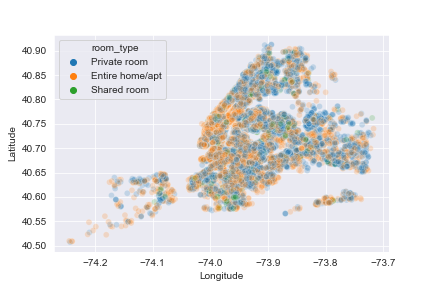 room_type
Private room
Entire home/apt
Shared room
40.90
40.85
40.80
40.75
40.70
40.65
40.60
40.55
40.50
Latitude
−74.2 −74.1 −74.0 −73.9 −73.8 −73.7
Longitude